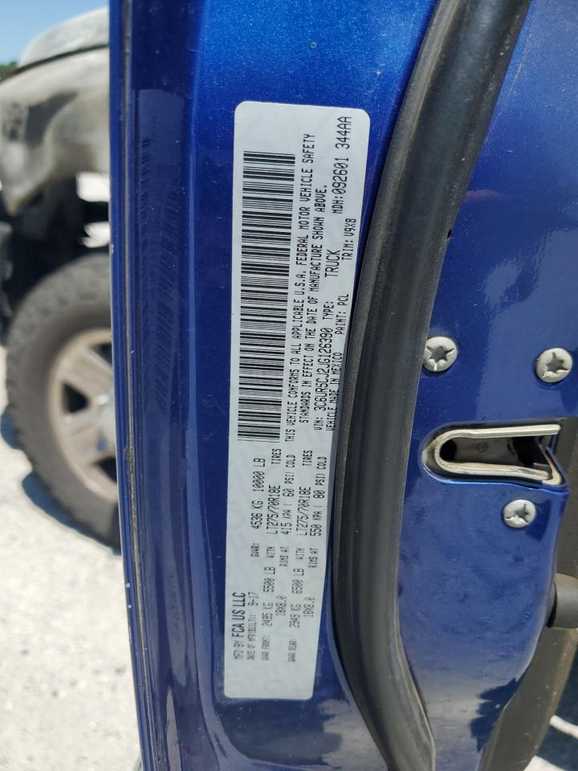 MFD BY FCA US LLC
DATE OF MFR 9-17 GVWR: 4536 KG 10000 LB
GAWR FRONT: 2495 KG 5500 LB WITH LT275/70R18E TIRES
18X8.0 RIMS AT 415 KPA / 60 PSI COLD
GAWR REAR: 2945 KG 6500 LB WITH LT275/70R18E TIRES
18X8.0 RIMS AT 550 KPA / 80 PSI COLD
THIS VEHICLE CONFORMS TO ALL APPLICABLE U.S.A. FEDERAL MOTOR VEHICLE SAFETY
STANDARDS IN EFFECT ON THE DATE OF MANUFACTURE SHOWN ABOVE.
VIN: 3C6UR5CJ2JG126390 TYPE: TRUCK MDH: 092601 344AA
VEHICLE MADE IN MEXICO PAINT: PCL TRIM: V9X8